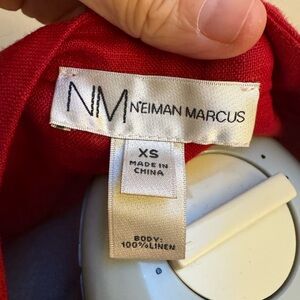 NM NEIMAN MARCUS
XS
MADE IN
CHINA
BODY:
100% LINEN